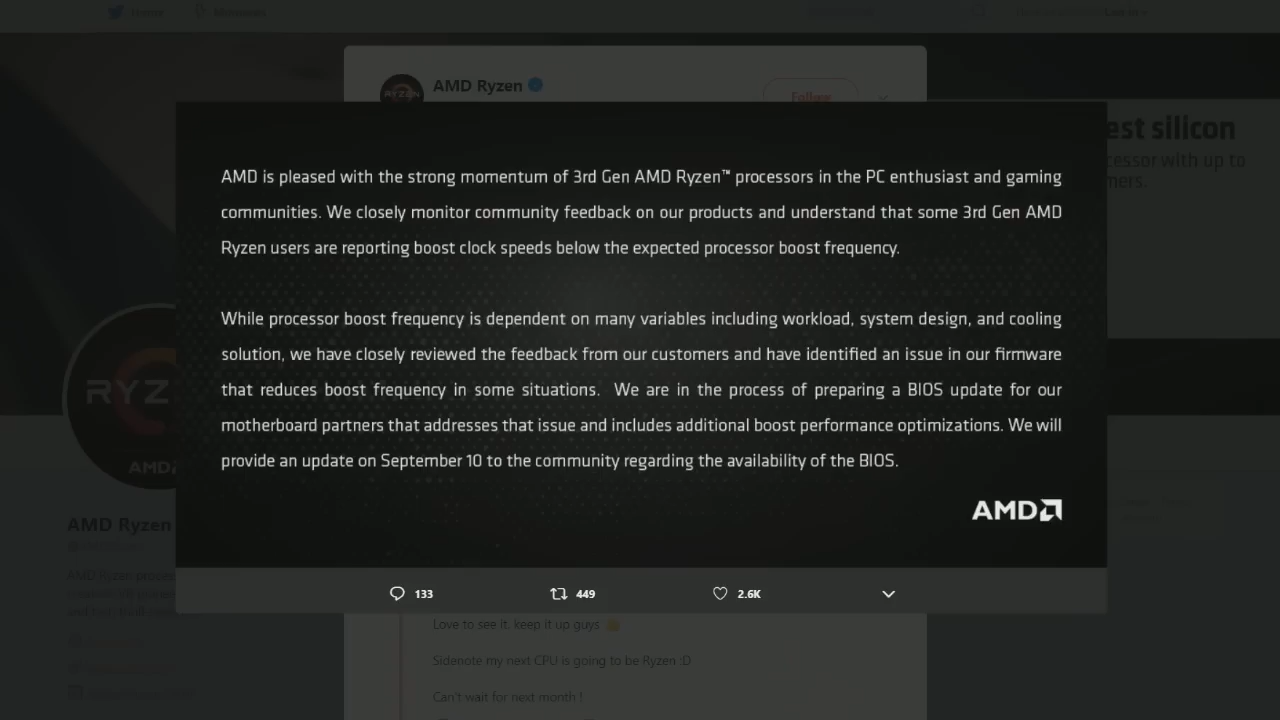 AMD Ryzen
Follow
est silicon
cessor with up to
mers.
AMD is pleased with the strong momentum of 3rd Gen AMD Ryzen™ processors in the PC enthusiast and gaming
communities. We closely monitor community feedback on our products and understand that some 3rd Gen AMD
Ryzen users are reporting boost clock speeds below the expected processor boost frequency.
While processor boost frequency is dependent on many variables including workload, system design, and cooling
solution, we have closely reviewed the feedback from our customers and have identified an issue in our firmware
that reduces boost frequency in some situations. We are in the process of preparing a BIOS update for our
motherboard partners that addresses that issue and includes additional boost performance optimizations. We will
provide an update on September 10 to the community regarding the availability of the BIOS.
AMD
RYZ
AMD
AMD Ryzen
133
449
2.6K
Love to see it. keep it up guys 👏
Sidenote my next CPU is going to be Ryzen :D
Can't wait for next month !